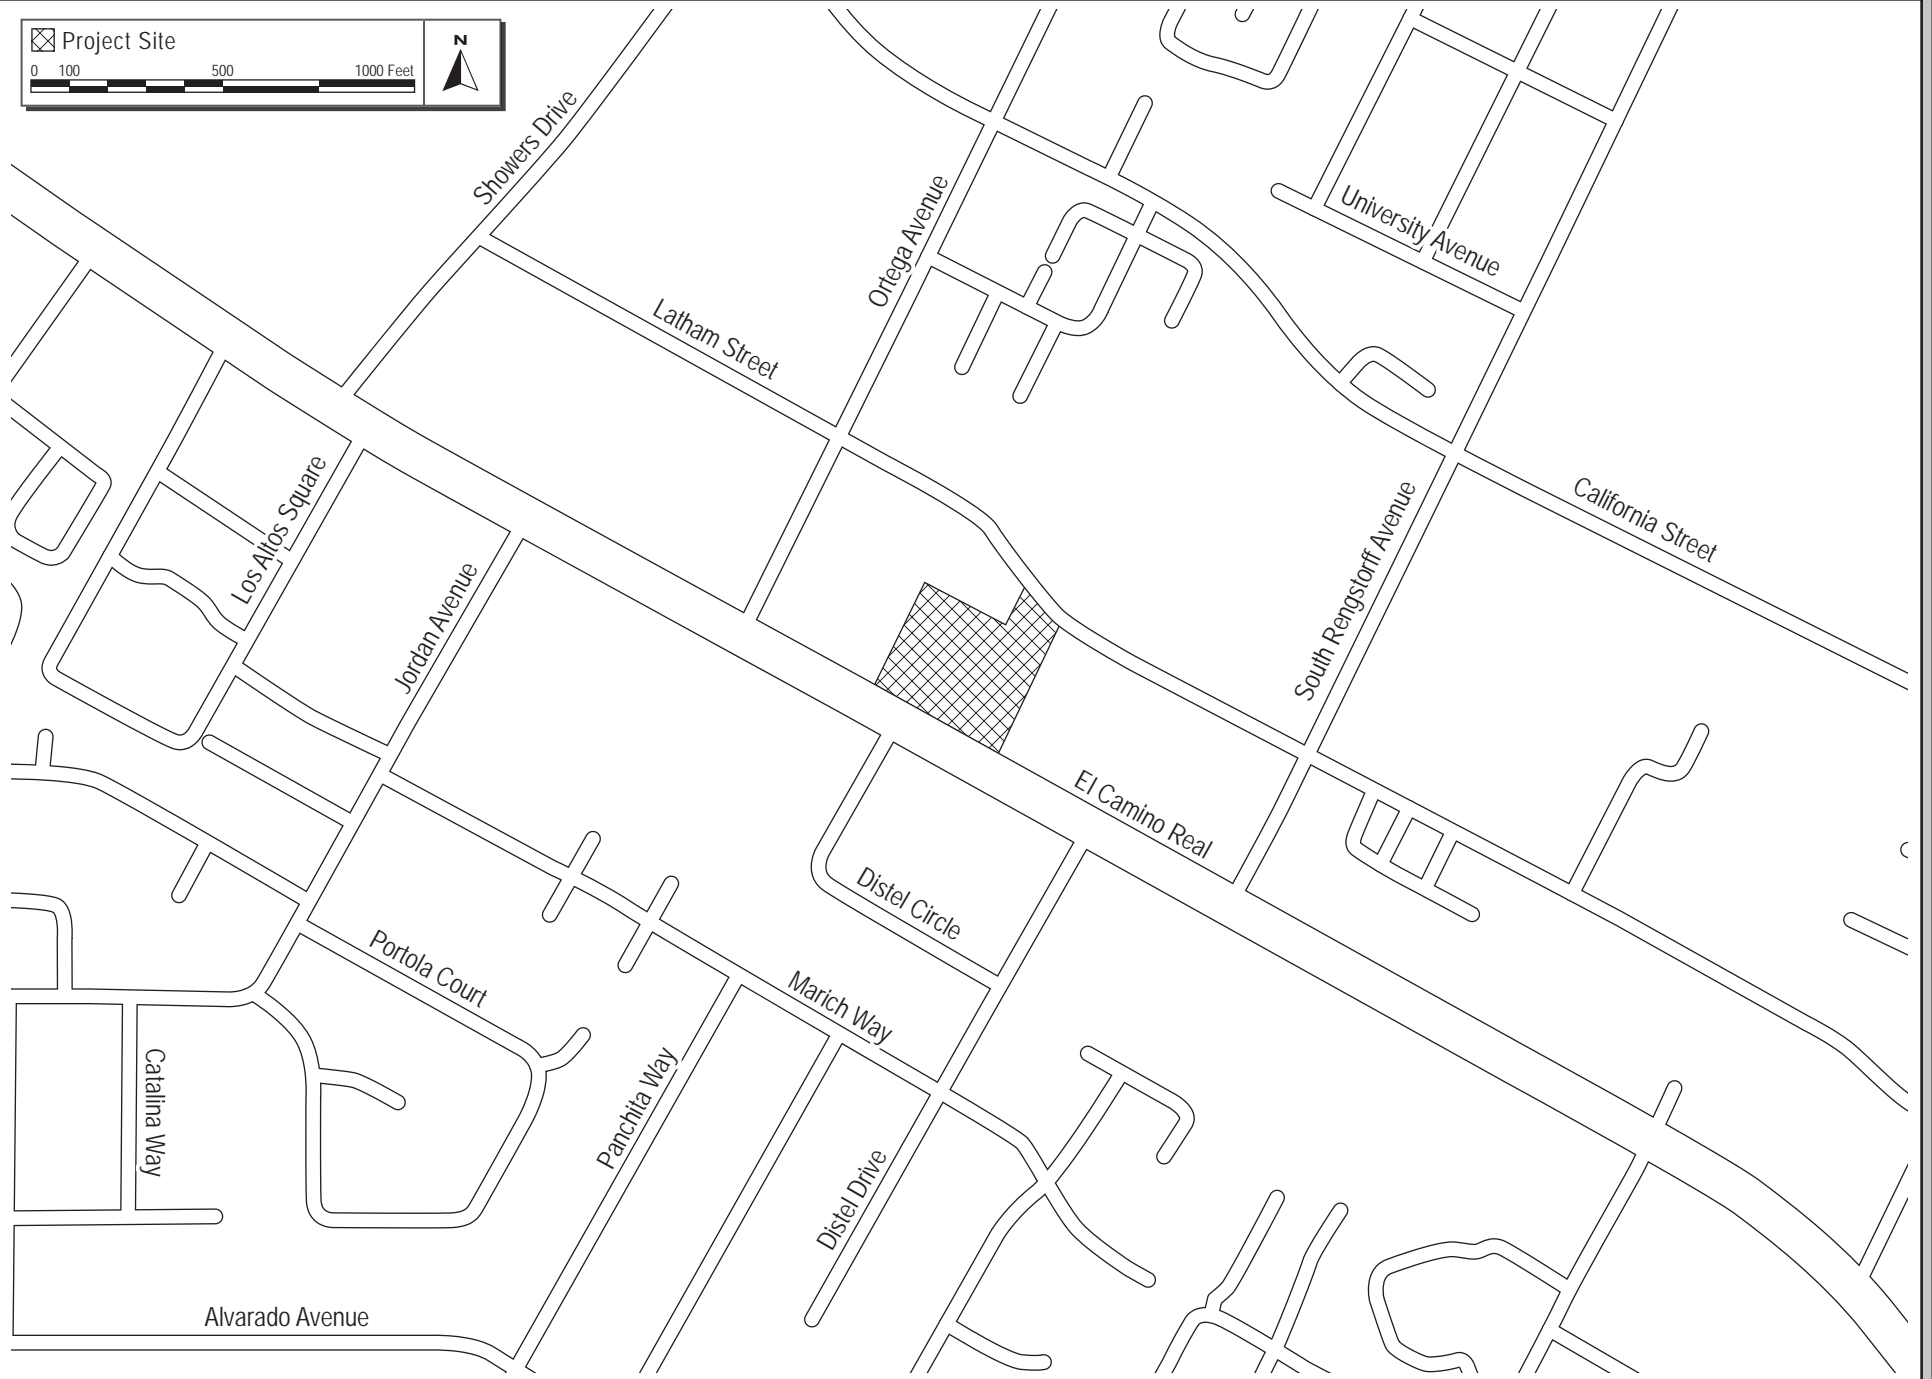 Project Site
0 100 500 1000 Feet
N
Showers Drive
Ortega Avenue
University Avenue
Latham Street
Los Altos Square
California Street
South Rengstorff Avenue
Jordan Avenue
El Camino Real
Distel Circle
Portola Court
Marich Way
Catalina Way
Panchita Way
Distel Drive
Alvarado Avenue